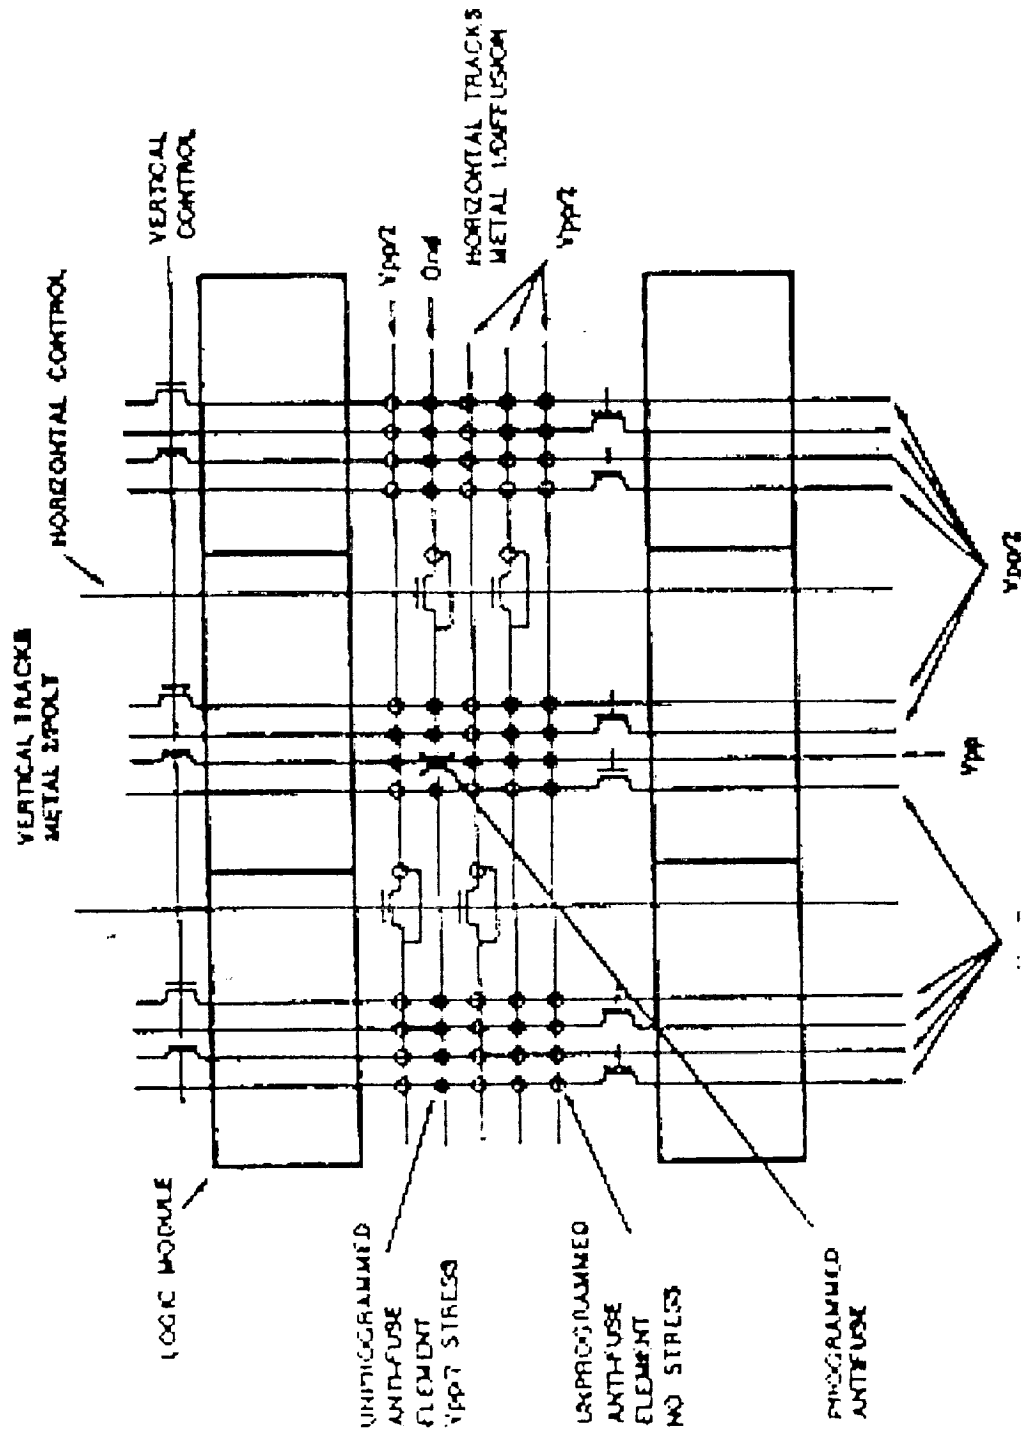 VERTICAL TRACKS
METAL 2/POLY
HORIZONTAL CONTROL
VERTICAL
CONTROL
Vpp/2
Gnd
HORIZONTAL TRACKS
METAL 1/DIFFUSION
Vpp/2
LOGIC MODULE
UNPROGRAMMED
ANTI-FUSE
ELEMENT
Vpp/2 STRESS
UNPROGRAMMED
ANTI-FUSE
ELEMENT
NO STRESS
PROGRAMMED
ANTIFUSE
Vpp
Vpp/2